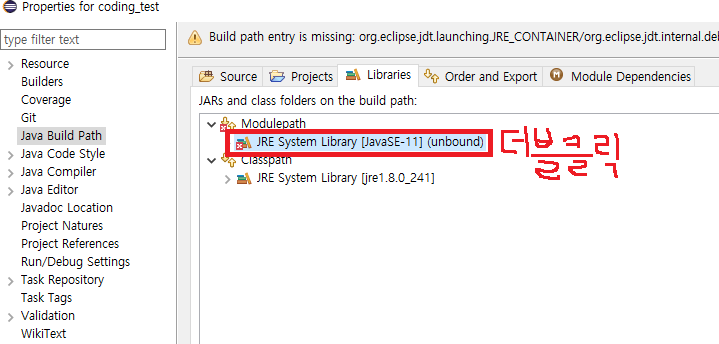 Properties for coding_test
type filter text
Resource
Builders
Coverage
Git
Java Build Path
Java Code Style
Java Compiler
Java Editor
Javadoc Location
Project Natures
Project References
Run/Debug Settings
Task Repository
Task Tags
Validation
WikiText
Build path entry is missing: org.eclipse.jdt.launching.JRE_CONTAINER/org.eclipse.jdt.internal.de
Source Projects Libraries Order and Export Module Dependencies
JARs and class folders on the build path:
Modulepath
JRE System Library [JavaSE-11] (unbound)
더블클릭
Classpath
JRE System Library [jre1.8.0_241]